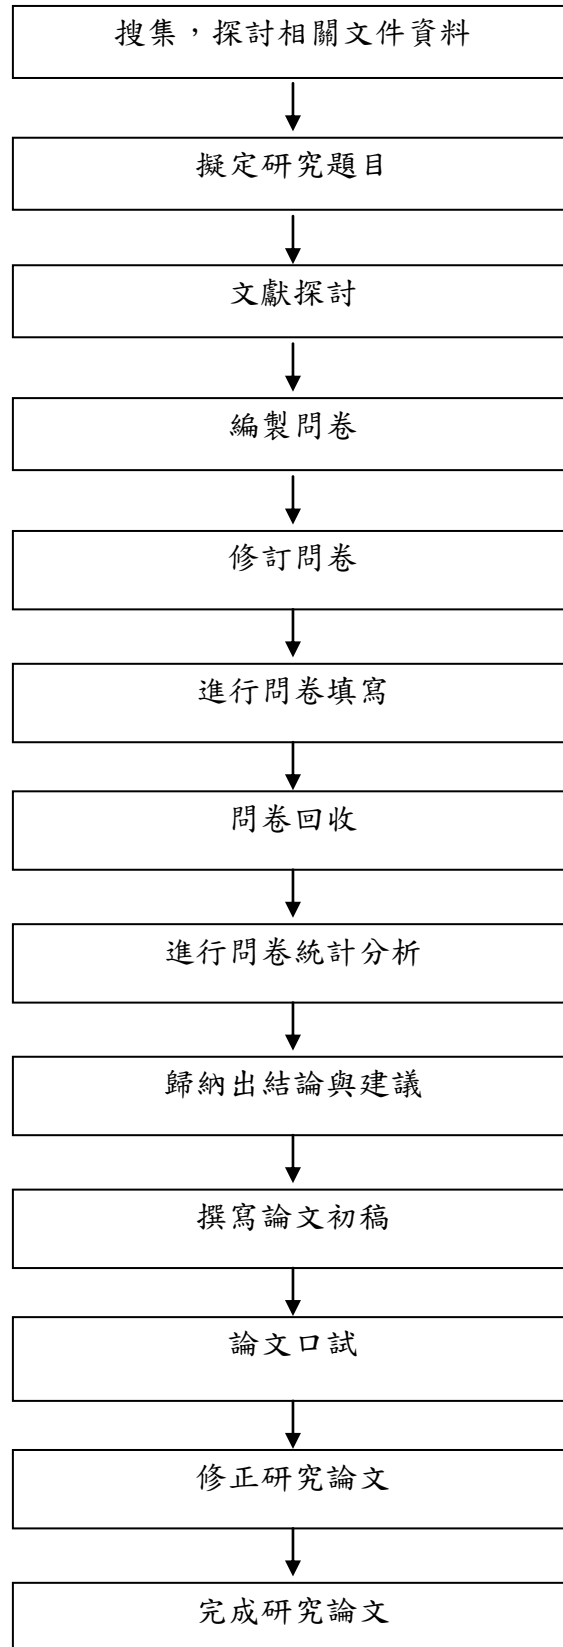 搜集，探討相關文件資料
擬定研究題目
文獻探討
編製問卷
修訂問卷
進行問卷填寫
問卷回收
進行問卷統計分析
歸納出結論與建議
撰寫論文初稿
論文口試
修正研究論文
完成研究論文